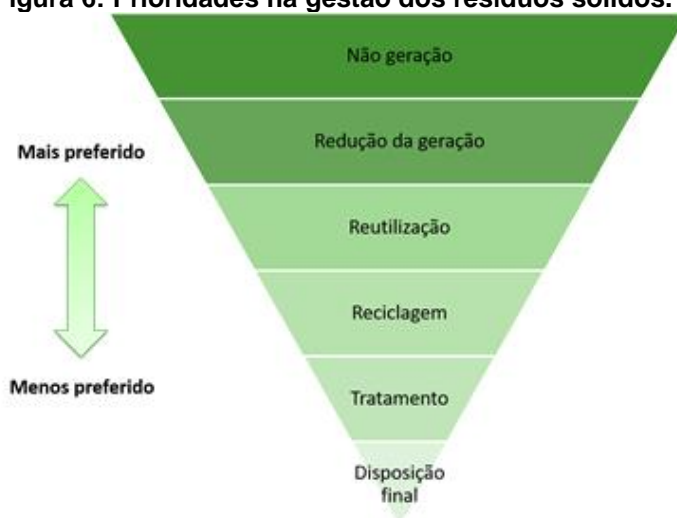 igura 6. Prioridades na gestão dos resíduos sólidos.
Não geração
Redução da geração
Mais preferido
Reutilização
Reciclagem
Menos preferido
Tratamento
Disposição
final